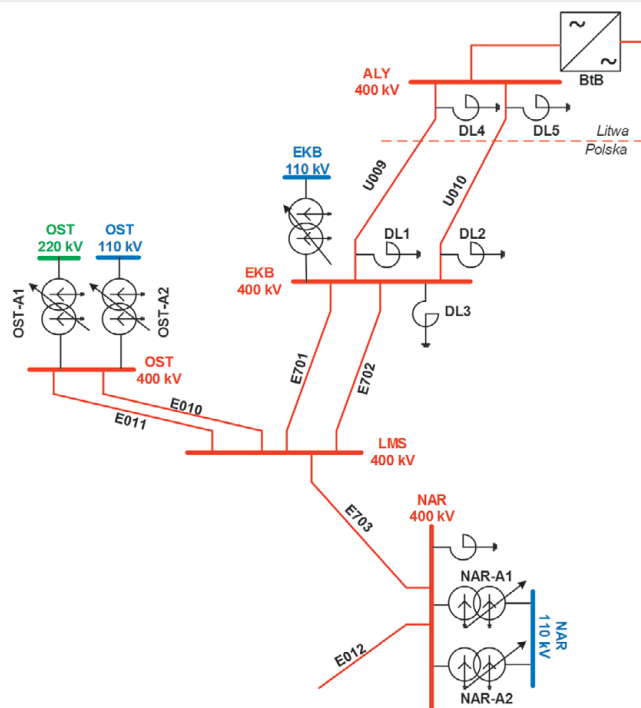 ~
~
BtB
ALY
400 kV
DL4
DL5
Litwa
Polska
U009
U010
EKB
110 kV
OST
220 kV
OST
110 kV
OST-A1
OST-A2
DL1
DL2
EKB
400 kV
DL3
E701
E702
OST
400 kV
E010
E011
LMS
400 kV
E703
NAR
400 kV
NAR-A1
NAR
110 kV
E012
NAR-A2